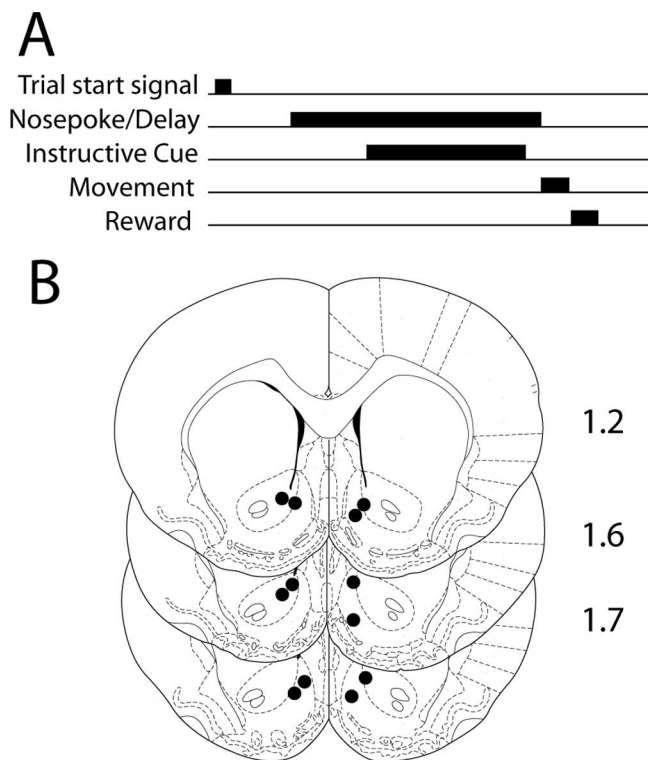 A
Trial start signal
Nosepoke/Delay
Instructive Cue
Movement
Reward
B
1.2
1.6
1.7